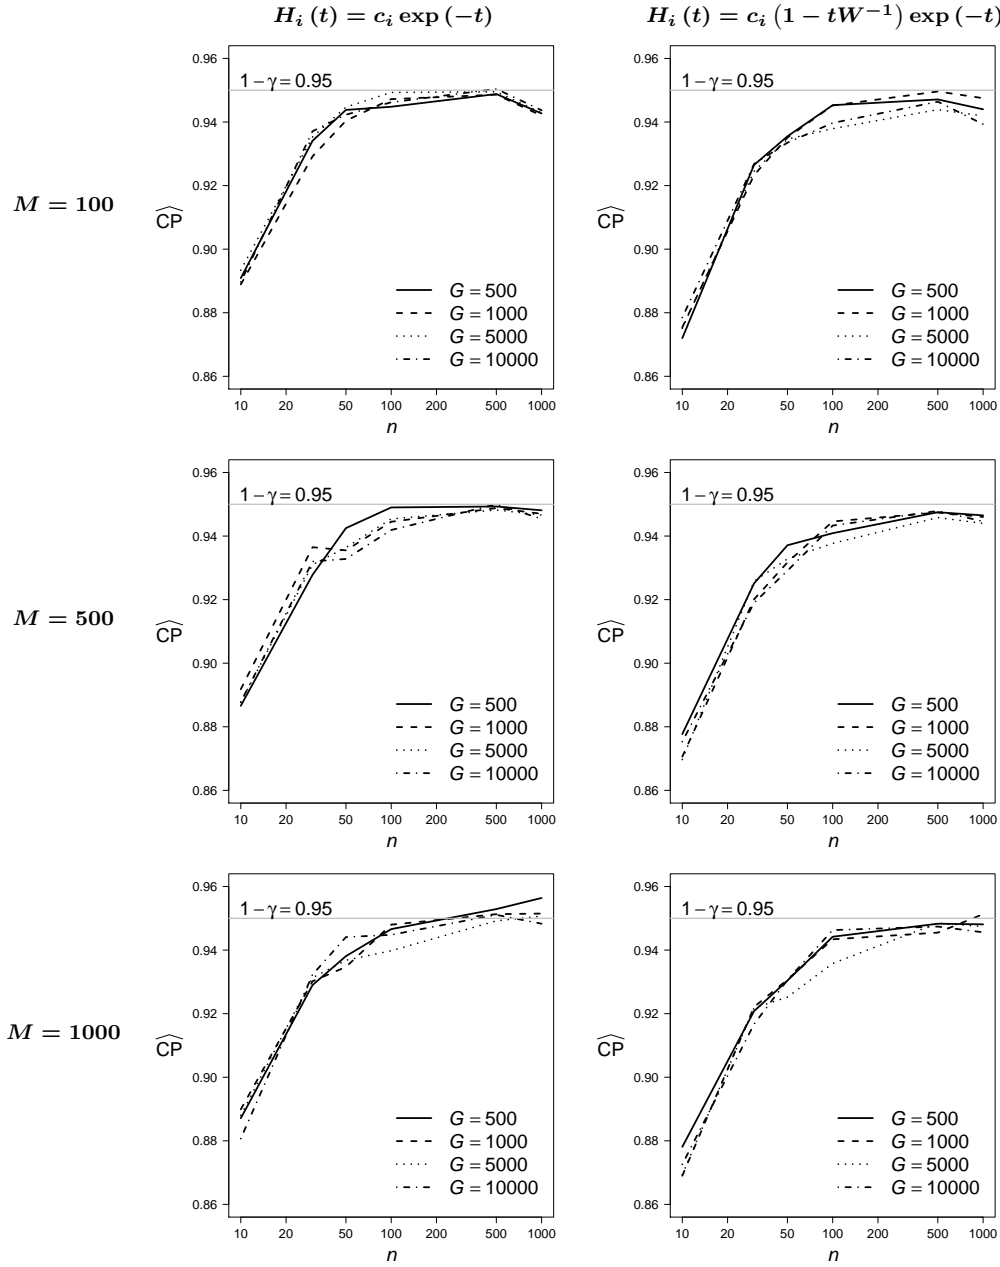 H_i (t) = c_i exp (−t)
H_i (t) = c_i (1 − tW^{−1}) exp (−t)
M = 100
0.96
0.94
0.92
0.90
0.88
0.86
ĈP
1−γ=0.95
G = 500
G = 1000
G = 5000
G = 10000
10 20 50 100 200 500 1000
n
0.96
0.94
0.92
0.90
0.88
0.86
ĈP
1−γ=0.95
G = 500
G = 1000
G = 5000
G = 10000
10 20 50 100 200 500 1000
n
M = 500
0.96
0.94
0.92
0.90
0.88
0.86
ĈP
1−γ=0.95
G = 500
G = 1000
G = 5000
G = 10000
10 20 50 100 200 500 1000
n
0.96
0.94
0.92
0.90
0.88
0.86
ĈP
1−γ=0.95
G = 500
G = 1000
G = 5000
G = 10000
10 20 50 100 200 500 1000
n
M = 1000
0.96
0.94
0.92
0.90
0.88
0.86
ĈP
1−γ=0.95
G = 500
G = 1000
G = 5000
G = 10000
10 20 50 100 200 500 1000
n
0.96
0.94
0.92
0.90
0.88
0.86
ĈP
1−γ=0.95
G = 500
G = 1000
G = 5000
G = 10000
10 20 50 100 200 500 1000
n